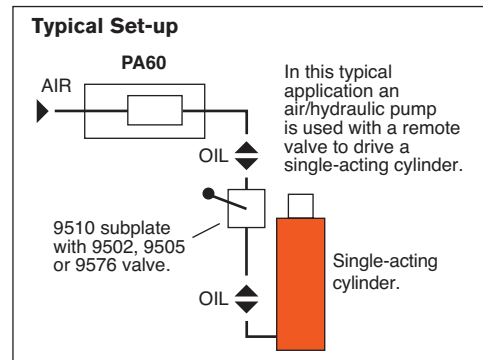 Typical Set-up
PA60
AIR
In this typical
application an
air/hydraulic pump
is used with a remote
valve to drive a
single-acting cylinder.
OIL
9510 subplate
with 9502, 9505
or 9576 valve.
Single-acting
cylinder.
OIL